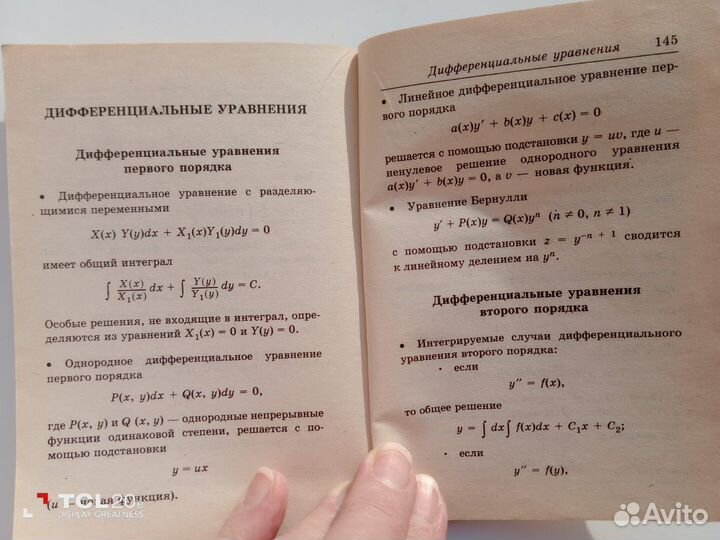 ДИФФЕРЕНЦИАЛЬНЫЕ УРАВНЕНИЯ
Дифференциальные уравнения
первого порядка
• Дифференциальное уравнение с разделяю-
щимися переменными
X(x) Y(y)dx + X₁(x)Y₁(y)dy = 0
имеет общий интеграл
∫ X(x)/X₁(x) dx + ∫ Y(y)/Y₁(y) dy = C.
Особые решения, не входящие в интеграл, опре-
деляются из уравнений X₁(x) = 0 и Y(y) = 0.
• Однородное дифференциальное уравнение
первого порядка
P(x, y)dx + Q(x, y)dy = 0,
где P(x, y) и Q (x, y) — однородные непрерывные
функции одинаковой степени, решается с по-
мощью подстановки
y = ux
(u — новая функция).
Дифференциальные уравнения 145
• Линейное дифференциальное уравнение пер-
вого порядка
a(x)y′ + b(x)y + c(x) = 0
решается с помощью подстановки y = uv, где u —
ненулевое решение однородного уравнения
a(x)y′ + b(x)y = 0, а v — новая функция.
• Уравнение Бернулли
y′ + P(x)y = Q(x)yⁿ (n ≠ 0, n ≠ 1)
с помощью подстановки z = y⁻ⁿ ⁺ ¹ сводится
к линейному делением на yⁿ.
Дифференциальные уравнения
второго порядка
• Интегрируемые случаи дифференциального
уравнения второго порядка:
· если
y″ = f(x),
то общее решение
y = ∫ dx∫ f(x)dx + C₁x + C₂;
· если
y″ = f(y),
TCL 20
DISPLAY GREATNESS
Avito